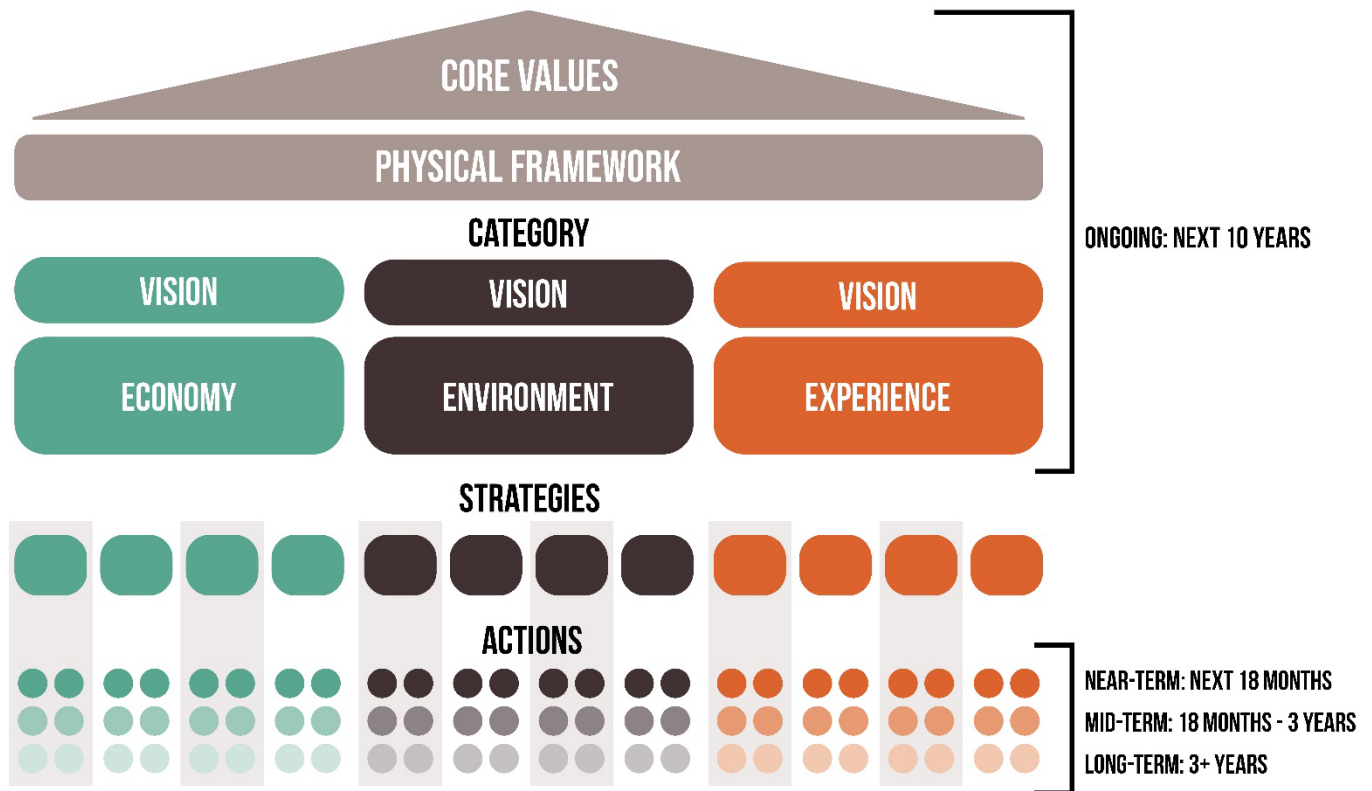 CORE VALUES
PHYSICAL FRAMEWORK
CATEGORY
ONGOING: NEXT 10 YEARS
VISION
VISION
VISION
ECONOMY
ENVIRONMENT
EXPERIENCE
STRATEGIES
ACTIONS
NEAR-TERM: NEXT 18 MONTHS
MID-TERM: 18 MONTHS - 3 YEARS
LONG-TERM: 3+ YEARS